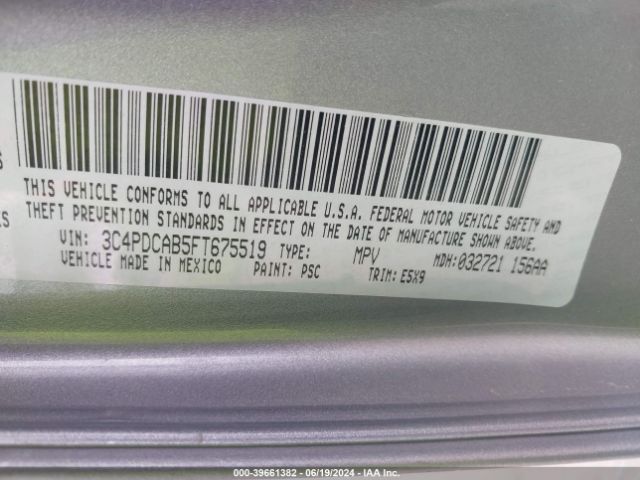 S
THIS VEHICLE CONFORMS TO ALL APPLICABLE U.S.A. FEDERAL MOTOR VEHICLE SAFETY AND
ES
THEFT PREVENTION STANDARDS IN EFFECT ON THE DATE OF MANUFACTURE SHOWN ABOVE.
VIN: 3C4PDCAB5FT675519 TYPE: MPV MDH:032721 156AA
VEHICLE MADE IN MEXICO PAINT: PSC TRIM: E5X9
000-39661382 / 06/19/2024 / IAA Inc.